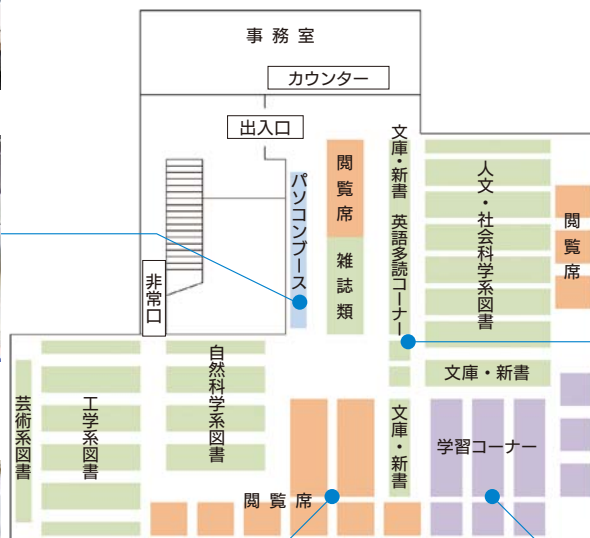 事務室
カウンター
出入口
パソコンブース
閲覧席
雑誌類
文庫・新書 英語多読コーナー
人文・社会科学系図書
閲覧席
非常口
芸術系図書
工学系図書
自然科学系図書
文庫・新書
文庫・新書
学習コーナー
閲覧席